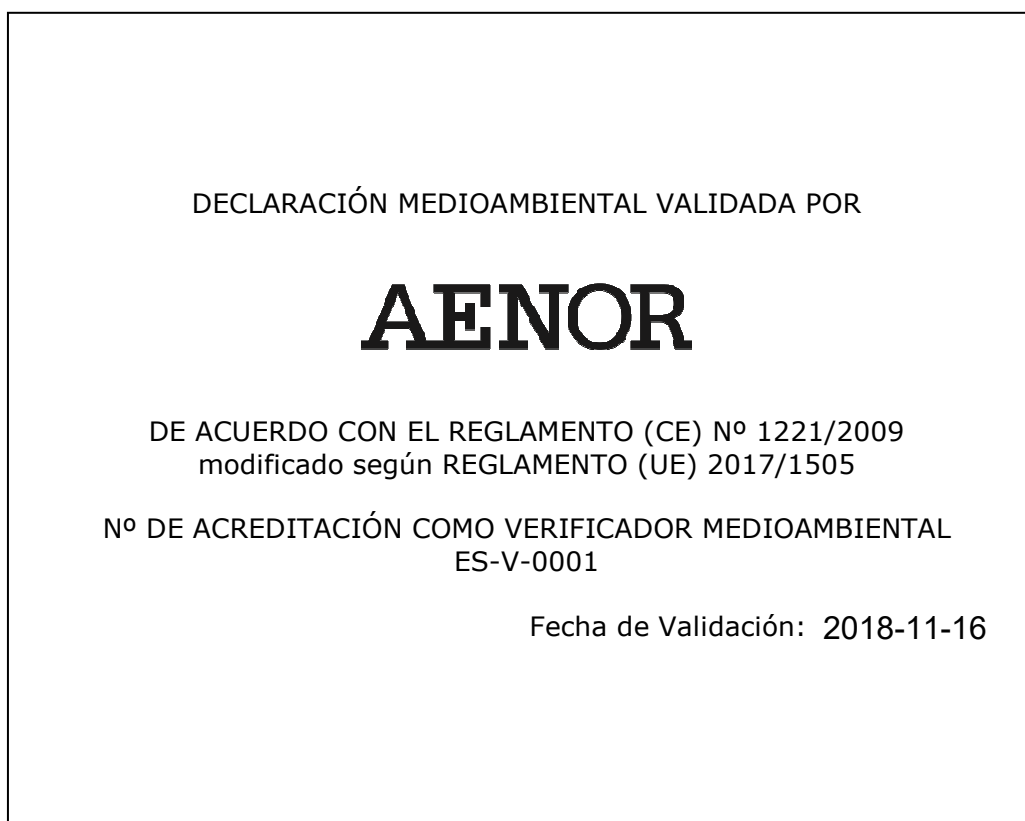 DECLARACIÓN MEDIOAMBIENTAL VALIDADA POR
AENOR
DE ACUERDO CON EL REGLAMENTO (CE) Nº 1221/2009
modificado según REGLAMENTO (UE) 2017/1505
Nº DE ACREDITACIÓN COMO VERIFICADOR MEDIOAMBIENTAL
ES-V-0001
Fecha de Validación: 2018-11-16